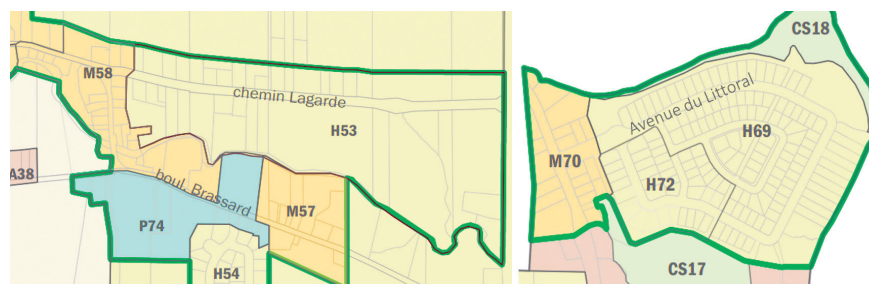 M58
chemin Lagarde
H53
A38
boul. Brassard
M57
P74
H54
CS18
Avenue du Littoral
H69
M70
H72
CS17